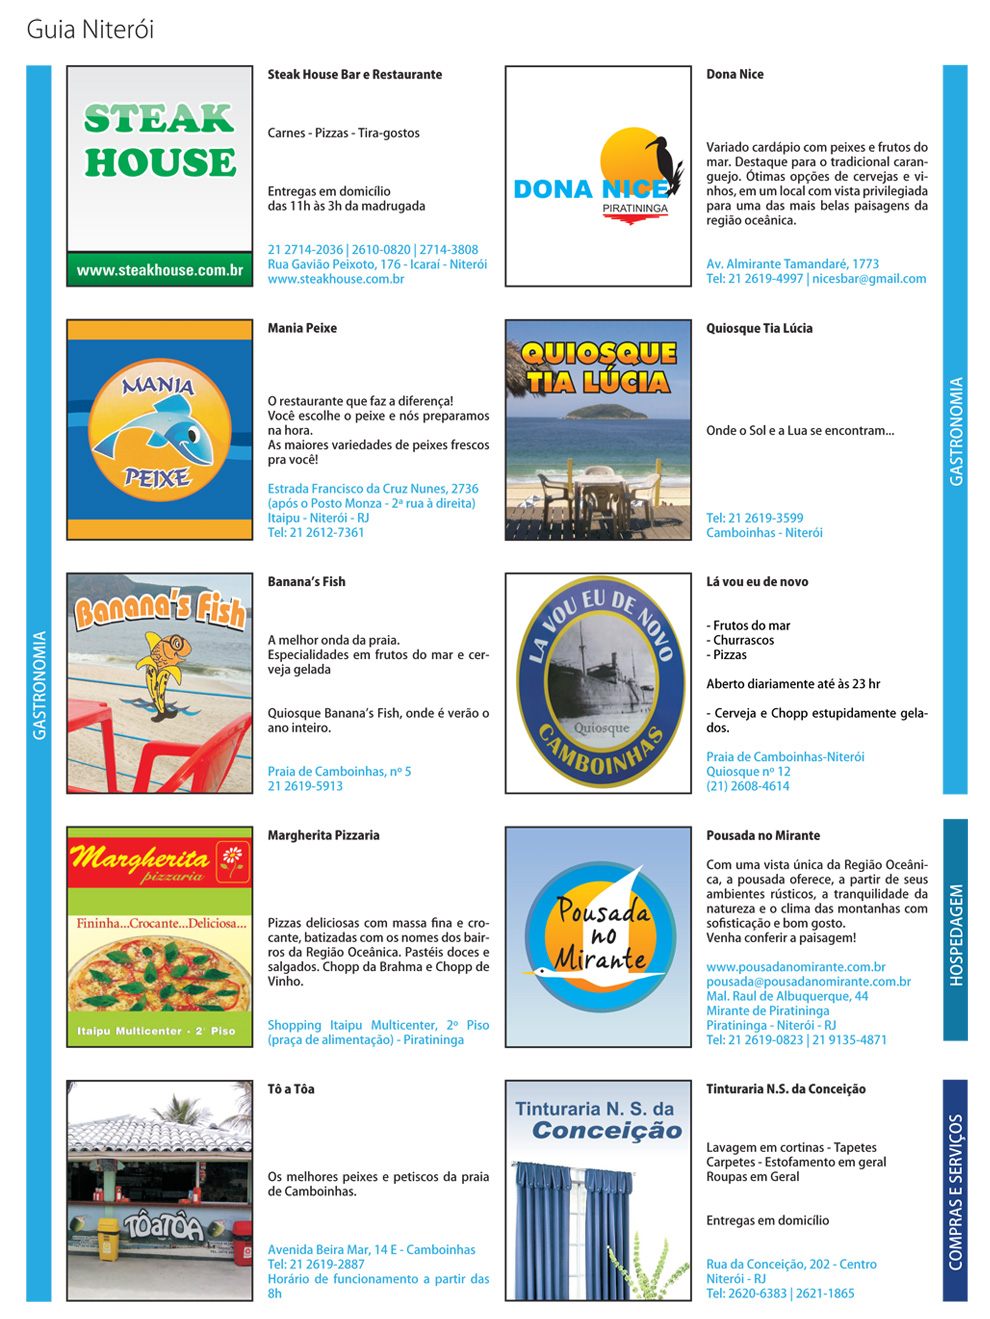 Guia Niterói
GASTRONOMIA
STEAK
HOUSE
www.steakhouse.com.br
Steak House Bar e Restaurante
Carnes - Pizzas - Tira-gostos
Entregas em domicílio
das 11h às 3h da madrugada
21 2714-2036 | 2610-0820 | 2714-3808
Rua Gavião Peixoto, 176 - Icaraí - Niterói
www.steakhouse.com.br
MANIA
PEIXE
Mania Peixe
O restaurante que faz a diferença!
Você escolhe o peixe e nós preparamos
na hora.
As maiores variedades de peixes frescos
pra você!
Estrada Francisco da Cruz Nunes, 2736
(após o Posto Monza - 2ª rua à direita)
Itaipu - Niterói - RJ
Tel: 21 2612-7361
Banana's Fish
Banana's Fish
A melhor onda da praia.
Especialidades em frutos do mar e cer-
veja gelada
Quiosque Banana's Fish, onde é verão o
ano inteiro.
Praia de Camboinhas, nº 5
21 2619-5913
Margherita
pizzaria
Fininha...Crocante...Deliciosa...
Itaipu Multicenter - 2° Piso
Margherita Pizzaria
Pizzas deliciosas com massa fina e cro-
cante, batizadas com os nomes dos bair-
ros da Região Oceânica. Pastéis doces e
salgados. Chopp da Brahma e Chopp de
Vinho.
Shopping Itaipu Multicenter, 2º Piso
(praça de alimentação) - Piratininga
TÔ a TÔA
Tô a Tôa
Os melhores peixes e petiscos da praia
de Camboinhas.
Avenida Beira Mar, 14 E - Camboinhas
Tel: 21 2619-2887
Horário de funcionamento a partir das
8h
DONA NICE
PIRATININGA
Dona Nice
Variado cardápio com peixes e frutos do
mar. Destaque para o tradicional caran-
guejo. Ótimas opções de cervejas e vi-
nhos, em um local com vista privilegiada
para uma das mais belas paisagens da
região oceânica.
Av. Almirante Tamandaré, 1773
Tel: 21 2619-4997 | nicesbar@gmail.com
QUIOSQUE
TIA LÚCIA
Quiosque Tia Lúcia
Onde o Sol e a Lua se encontram...
Tel: 21 2619-3599
Camboinhas - Niterói
LA VOU EU DE NOVO
Quiosque
CAMBOINHAS
Lá vou eu de novo
- Frutos do mar
- Churrascos
- Pizzas
Aberto diariamente até às 23 hr
- Cerveja e Chopp estupidamente gela-
dos.
Praia de Camboinhas-Niterói
Quiosque nº 12
(21) 2608-4614
GASTRONOMIA
Pousada
no
Mirante
Pousada no Mirante
Com uma vista única da Região Oceâni-
ca, a pousada oferece, a partir de seus
ambientes rústicos, a tranquilidade da
natureza e o clima das montanhas com
sofisticação e bom gosto.
Venha conferir a paisagem!
www.pousadanomirante.com.br
pousada@pousadanomirante.com.br
Mal. Raul de Albuquerque, 44
Mirante de Piratininga
Piratininga - Niterói - RJ
Tel: 21 2619-0823 | 21 9135-4871
HOSPEDAGEM
Tinturaria N. S. da
Conceição
Tinturaria N.S. da Conceição
Lavagem em cortinas - Tapetes
Carpetes - Estofamento em geral
Roupas em Geral
Entregas em domicílio
Rua da Conceição, 202 - Centro
Niterói - RJ
Tel: 2620-6383 | 2621-1865
COMPRAS E SERVIÇOS